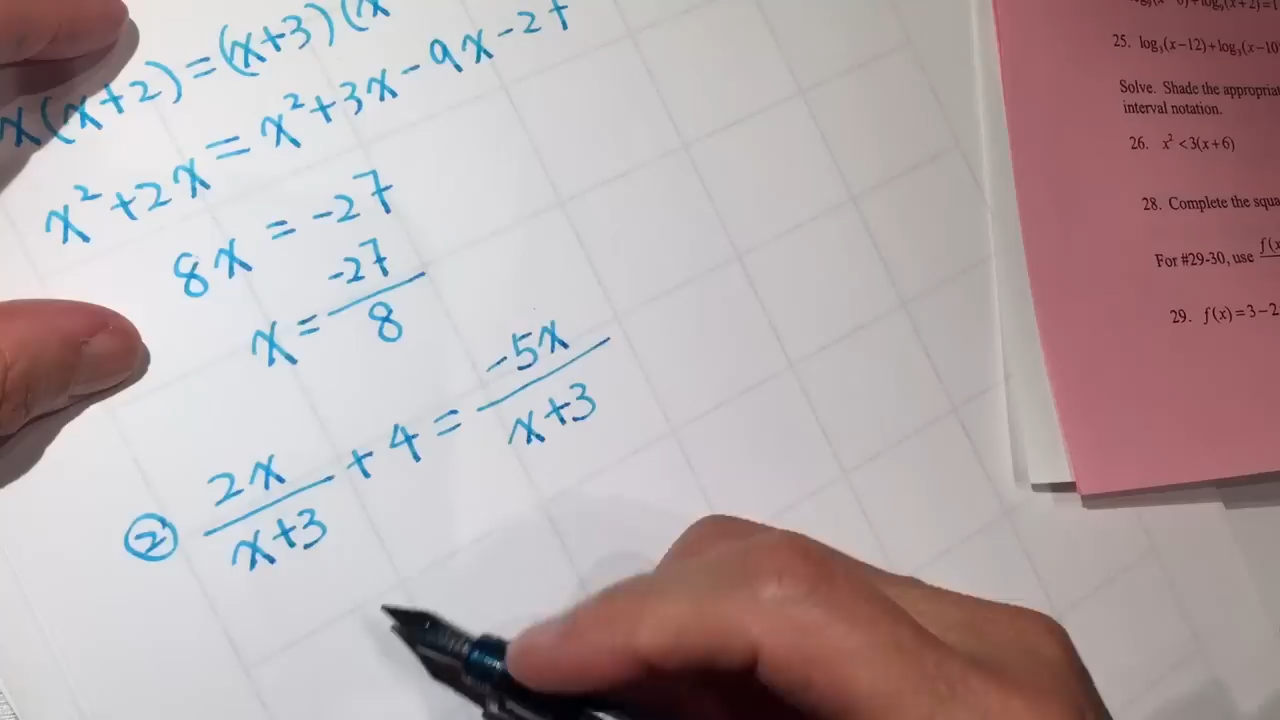 x(x+2)=(x+3)(x
x²+2x=x²+3x-9x-27
8x=-27
x=-27/8
② 2x/x+3 + 4 = -5x/x+3
25. log₃(x−12)+log₃(x−10
Solve. Shade the
interval notation.
26. x² <3(x+6)
28. Complete the
For #29-30, use
29. f(x)=3−2